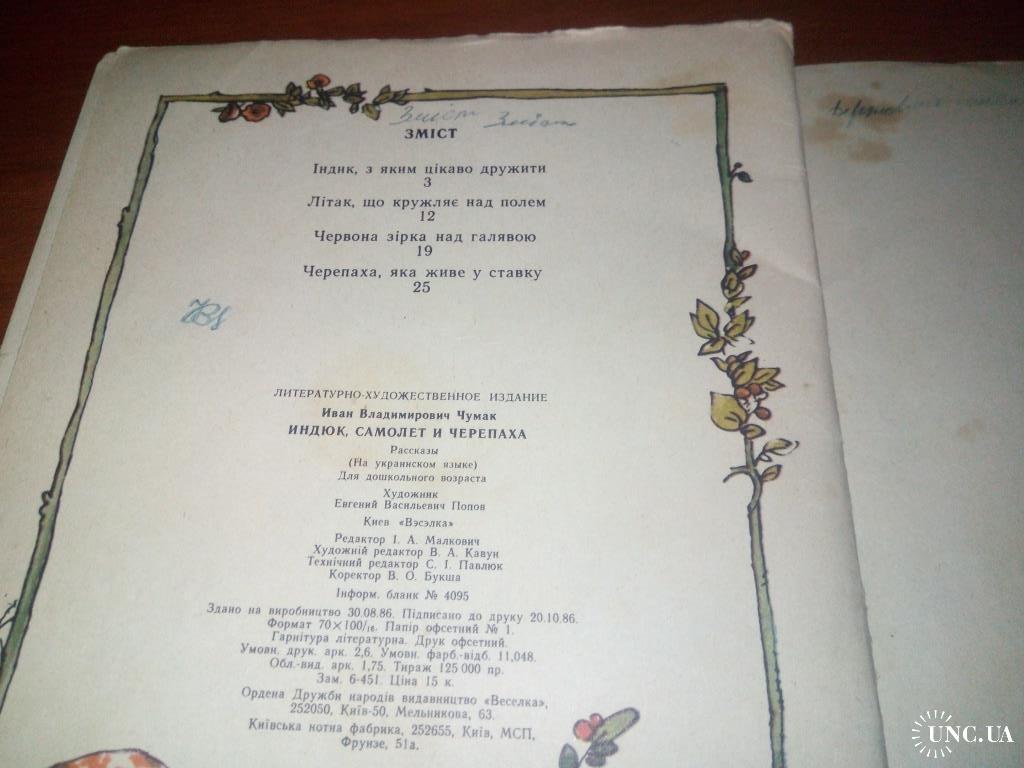 Зміст
ЗМІСТ
Індик, з яким цікаво дружити
3
Літак, що кружляє над полем
12
Червона зірка над галявою
19
Черепаха, яка живе у ставку
25
ЛИТЕРАТУРНО-ХУДОЖЕСТВЕННОЕ ИЗДАНИЕ
Иван Владимирович Чумак
ИНДЮК, САМОЛЕТ И ЧЕРЕПАХА
Рассказы
(На украинском языке)
Для дошкольного возраста
Художник
Евгений Васильевич Попов
Киев «Вэсэлка»
Редактор І. А. Малкович
Художній редактор В. А. Кавун
Технічний редактор С. І. Павлюк
Коректор В. О. Букша
Інформ. бланк № 4095
Здано на виробництво 30.08.86. Підписано до друку 20.10.86.
Формат 70×100/16. Папір офсетний № 1.
Гарнітура літературна. Друк офсетний.
Умовн. друк. арк. 2,6. Умовн. фарб.-відб. 11,048.
Обл.-вид. арк. 1,75. Тираж 125 000 пр.
Зам. 6-451. Ціна 15 к.
Ордена Дружби народів видавництво «Веселка»,
252050, Київ-50, Мельникова, 63.
Київська нотна фабрика, 252655, Київ, МСП,
Фрунзе, 51а.
UNC.UA